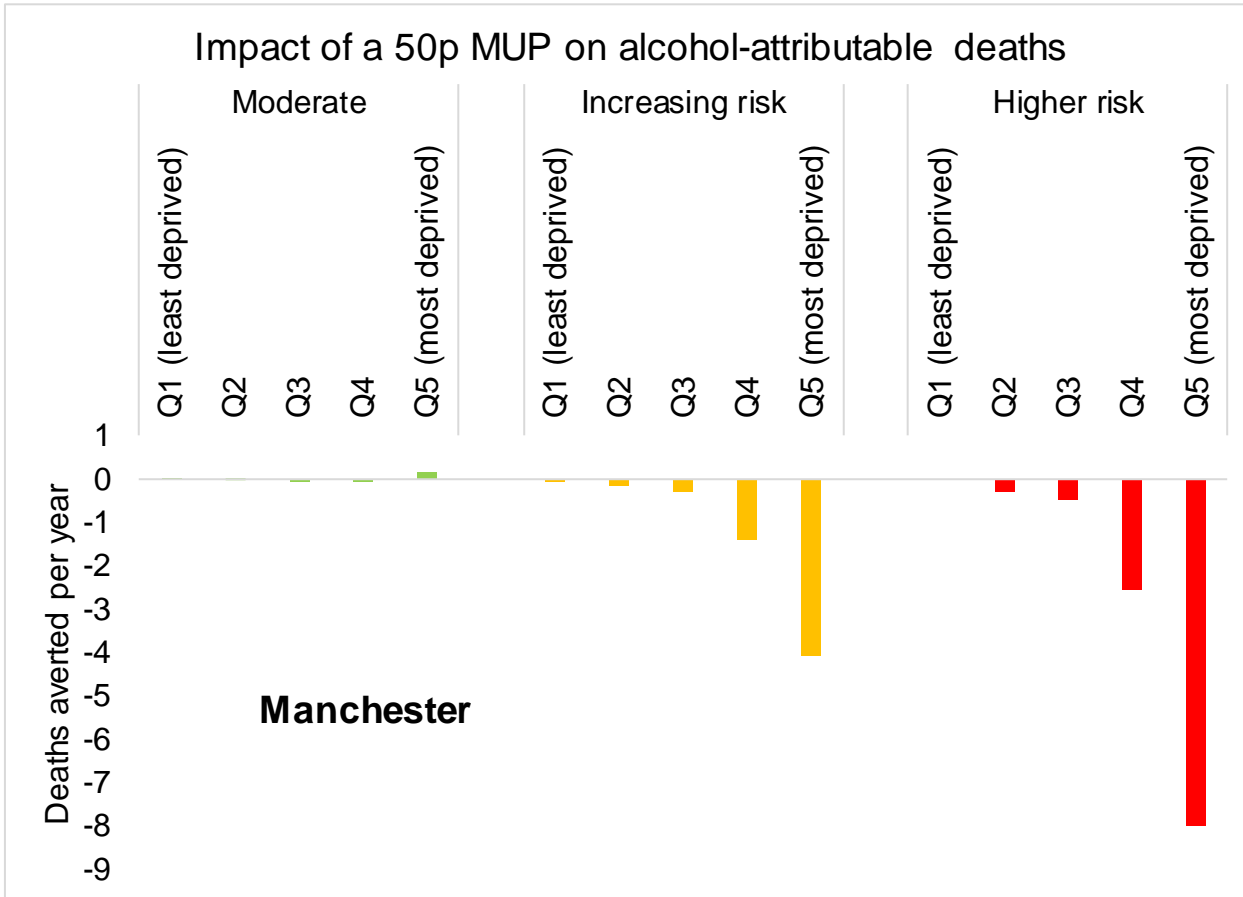 Impact of a 50p MUP on alcohol-attributable  deaths
Moderate
Increasing risk
Higher risk
Q1 (least deprived)
Q2
Q3
Q4
Q5 (most deprived)
Q1 (least deprived)
Q2
Q3
Q4
Q5 (most deprived)
Q1 (least deprived)
Q2
Q3
Q4
Q5 (most deprived)
1
0
-1
-2
-3
-4
-5
-6
-7
-8
-9
Deaths averted per year
Manchester